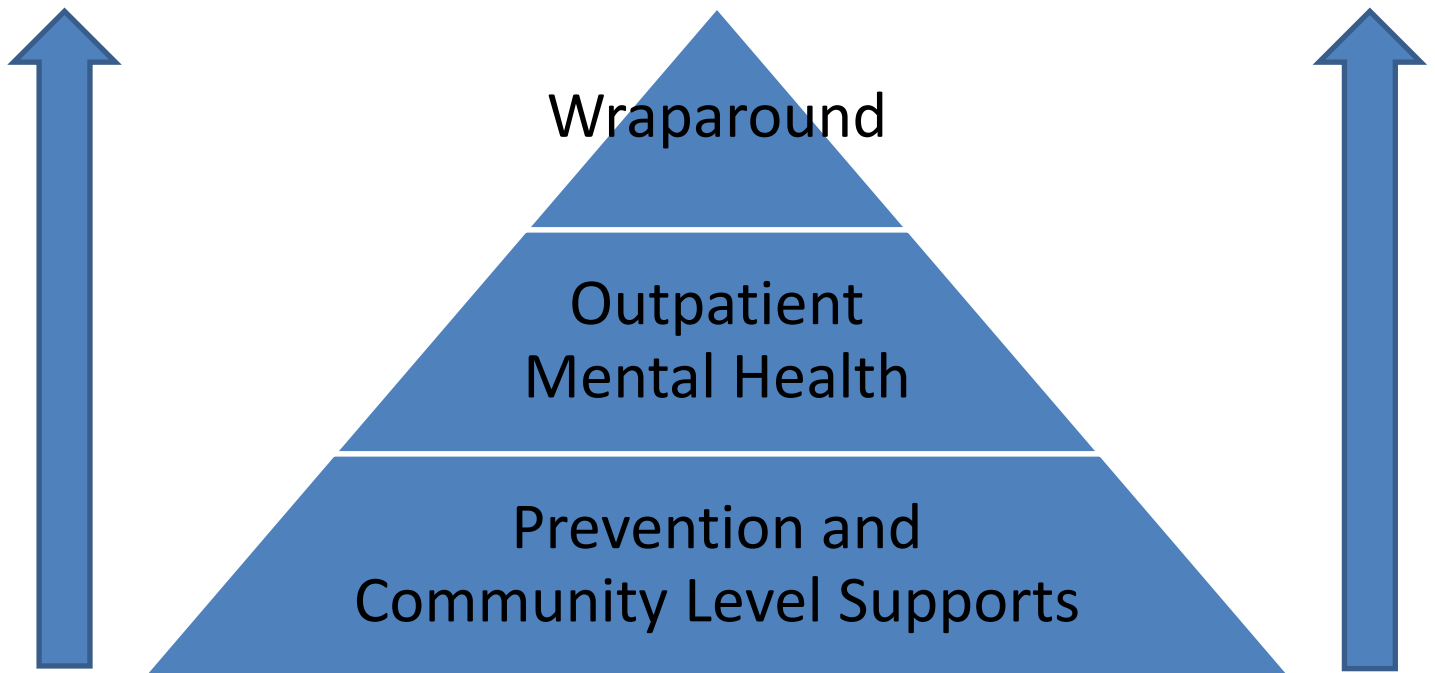 Wraparound
Outpatient
Mental Health
Prevention and
Community Level Supports